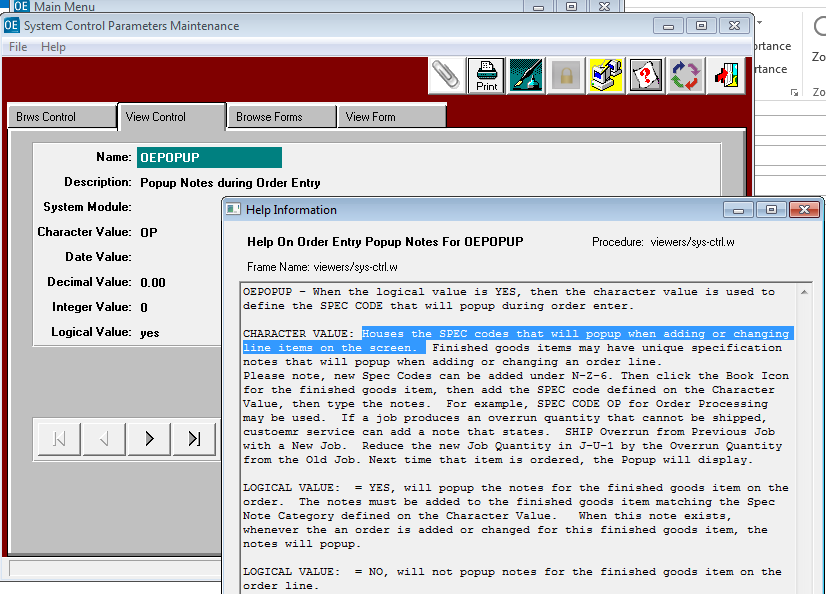 OE Main Menu
OE System Control Parameters Maintenance
File Help
ortance
rtance
Zo
Zo
Print
Brws Control View Control Browse Forms View Form
Name: OEPOPUP
Description: Popup Notes during Order Entry
System Module:
Character Value: OP
Date Value:
Decimal Value: 0.00
Integer Value: 0
Logical Value: yes
Help Information
Help On Order Entry Popup Notes For OEPOPUP Procedure: viewers/sys-ctrl.w
Frame Name: viewers/sys-ctrl.w
OEPOPUP - When the logical value is YES, then the character value is used to
define the SPEC CODE that will popup during order enter.
CHARACTER VALUE: Houses the SPEC codes that will popup when adding or changing
line items on the screen. Finished goods items may have unique specification
notes that will popup when adding or changing an order line.
Please note, new Spec Codes can be added under N-Z-6. Then click the Book Icon
for the finished goods item, then add the SPEC code defined on the Character
Value, then type the notes. For example, SPEC CODE OP for Order Processing
may be used. If a job produces an overrun quantity that cannot be shipped,
custoemr service can add a note that states. SHIP Overrun from Previous Job
with a New Job. Reduce the new Job Quantity in J-U-1 by the Overrun Quantity
from the Old Job. Next time that item is ordered, the Popup will display.
LOGICAL VALUE: = YES, will popup the notes for the finished goods item on the
order. The notes must be added to the finished goods item matching the Spec
Note Category defined on the Character Value. When this note exists,
whenever the an order is added or changed for this finished goods item, the
notes will popup.
LOGICAL VALUE: = NO, will not popup notes for the finished goods item on the
order line.